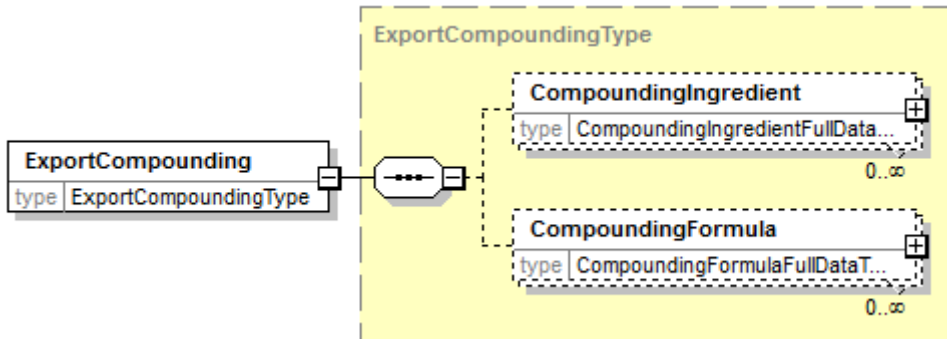 ExportCompoundingType
CompoundingIngredient
type CompoundingIngredientFullData...
0..∞
ExportCompounding
type ExportCompoundingType
CompoundingFormula
type CompoundingFormulaFullDataT...
0..∞